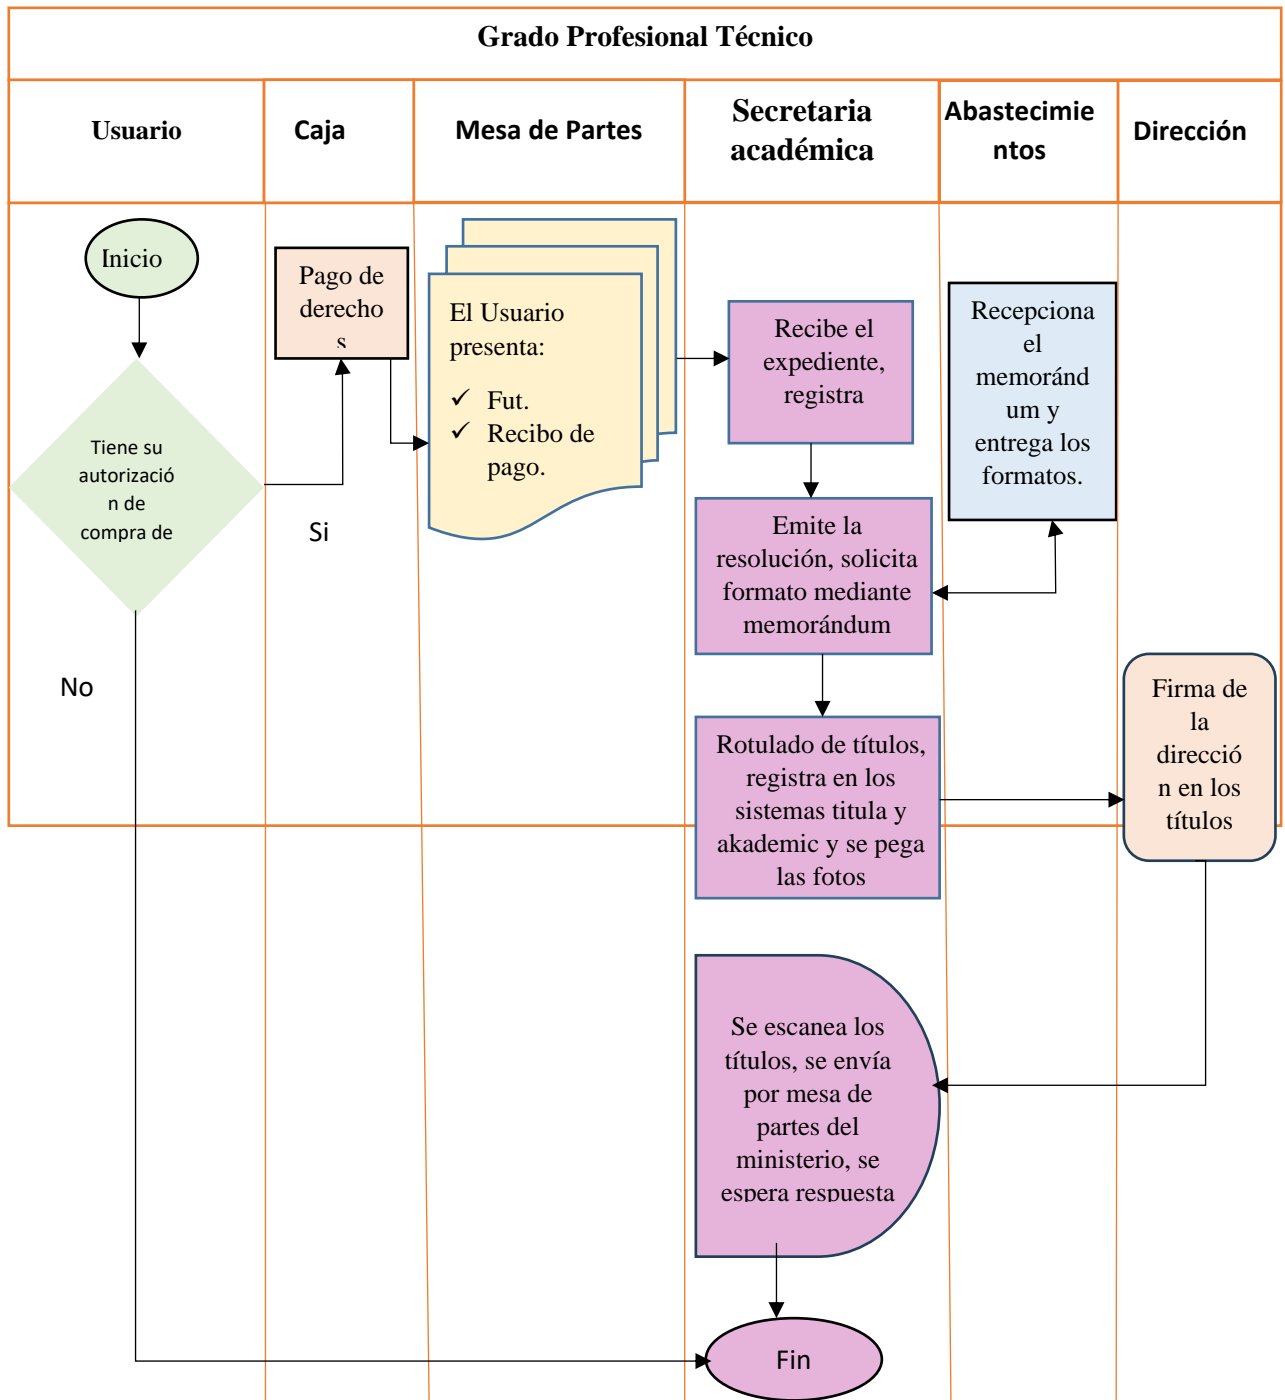 Grado Profesional Técnico
Usuario
Caja
Mesa de Partes
Secretaria
académica
Abastecimie
ntos
Dirección
Inicio
Tiene su
autorizació
n de
compra de
Si
No
Pago de
derecho
s
El Usuario
presenta:
✓ Fut.
✓ Recibo de
pago.
Recibe el
expediente,
registra
Emite la
resolución, solicita
formato mediante
memorándum
Recepciona
el
memoránd
um y
entrega los
formatos.
Rotulado de títulos,
registra en los
sistemas titula y
akademic y se pega
las fotos
Firma de
la
direcció
n en los
títulos
Se escanea los
títulos, se envía
por mesa de
partes del
ministerio, se
espera respuesta
Fin